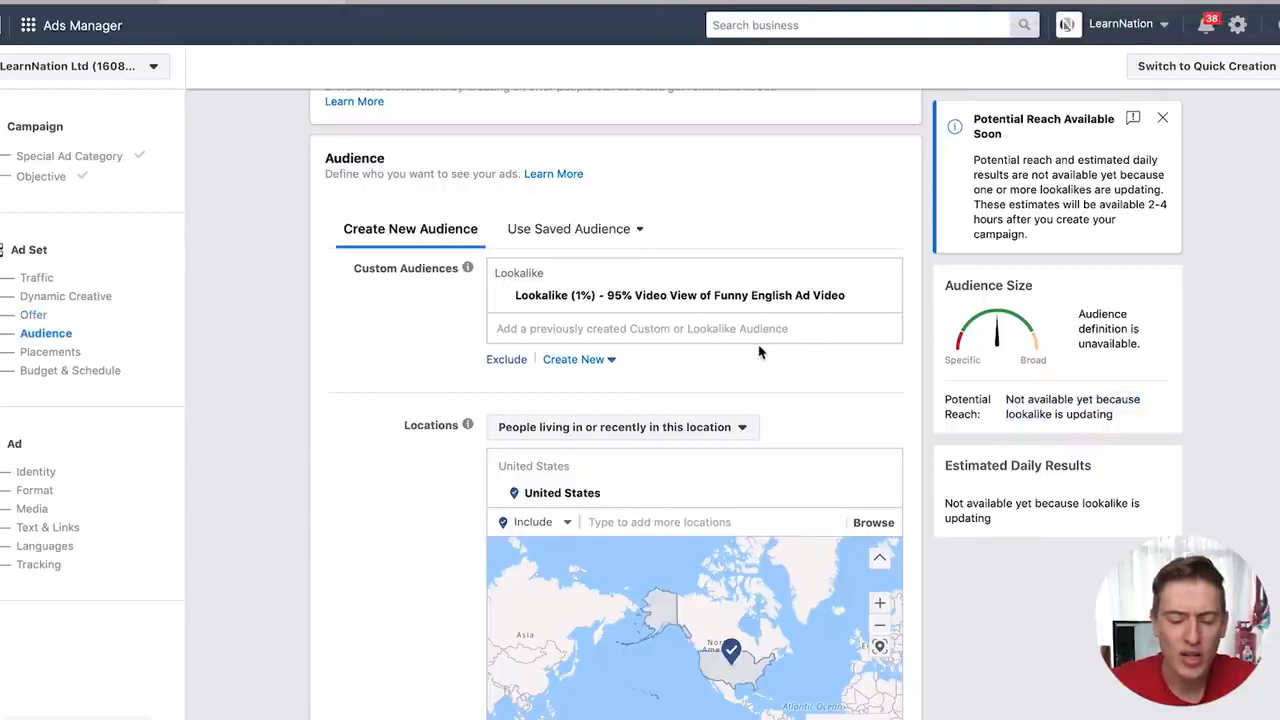 Ads Manager
Search business
LearnNation
38
LearnNation Ltd (1608...
Switch to Quick Creation
Campaign
Special Ad Category
Objective
Ad Set
Traffic
Dynamic Creative
Offer
Audience
Placements
Budget & Schedule
Ad
Identity
Format
Media
Text & Links
Languages
Tracking
Learn More
Audience
Define who you want to see your ads. Learn More
Create New Audience
Use Saved Audience
Custom Audiences
Lookalike
Lookalike (1%) - 95% Video View of Funny English Ad Video
Add a previously created Custom or Lookalike Audience
Exclude
Create New
Locations
People living in or recently in this location
United States
United States
Include
Type to add more locations
Browse
Asia
Atlantic Ocean
Potential Reach Available
Soon
Potential reach and estimated daily
results are not available yet because
one or more lookalikes are updating.
These estimates will be available 2-4
hours after you create your
campaign.
Audience Size
Specific
Broad
Audience
definition is
unavailable.
Potential
Reach:
Not available yet because
lookalike is updating
Estimated Daily Results
Not available yet because lookalike is
updating